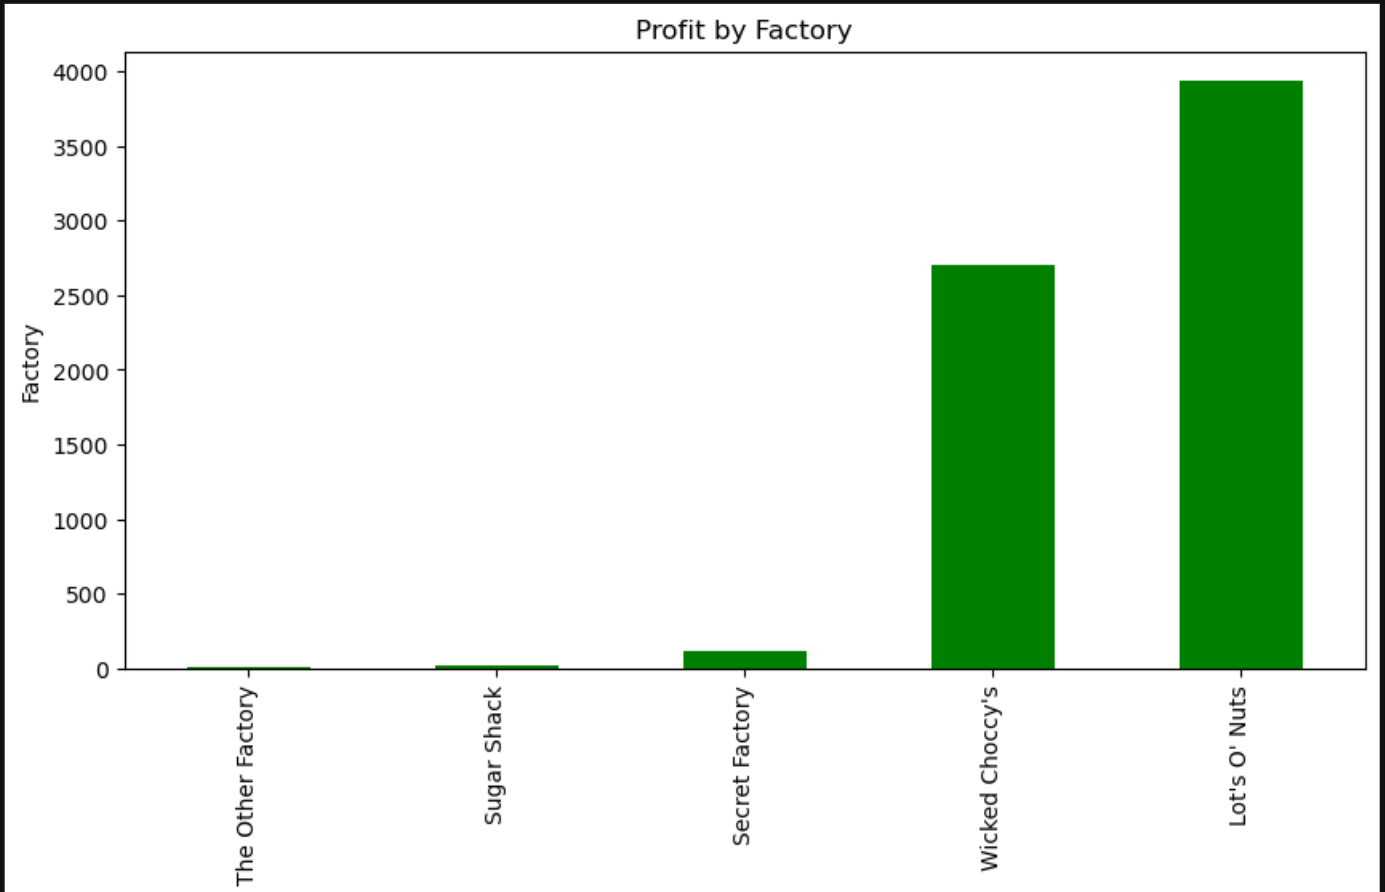 Profit by Factory
4000
3500
3000
2500
2000
1500
1000
500
0
Factory
The Other Factory
Sugar Shack
Secret Factory
Wicked Choccy's
Lot's O' Nuts